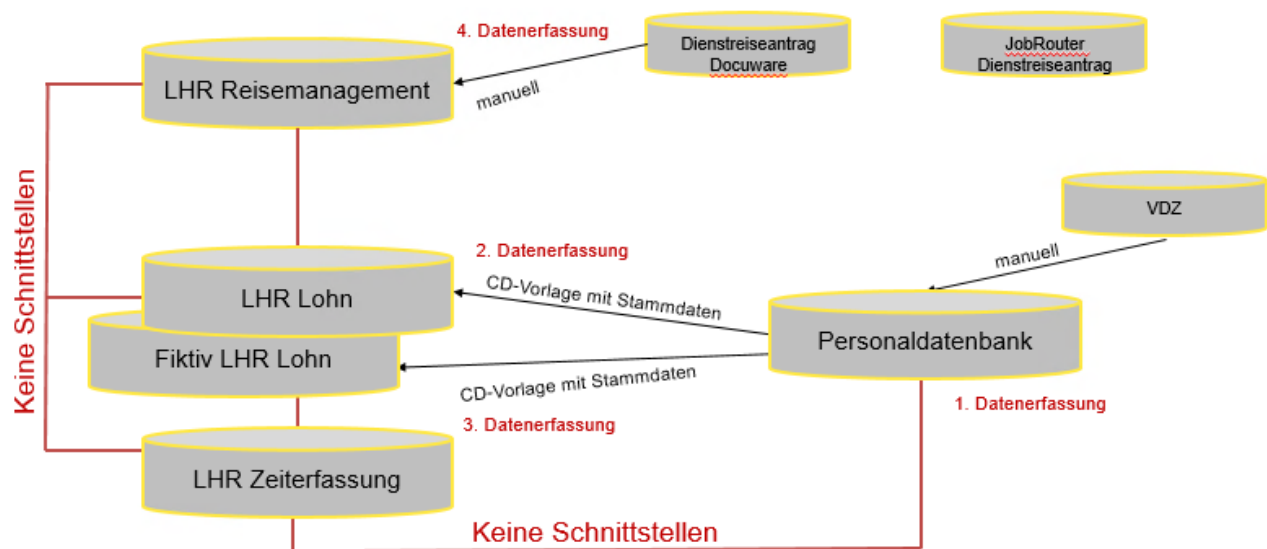 4. Datenerfassung
Dienstreiseantrag
Docuware
JobRouter
Dienstreiseantrag
LHR Reisemanagement
manuell
Keine Schnittstellen
VDZ
manuell
2. Datenerfassung
CD-Vorlage mit Stammdaten
LHR Lohn
Personaldatenbank
Fiktiv LHR Lohn
CD-Vorlage mit Stammdaten
1. Datenerfassung
3. Datenerfassung
LHR Zeiterfassung
Keine Schnittstellen